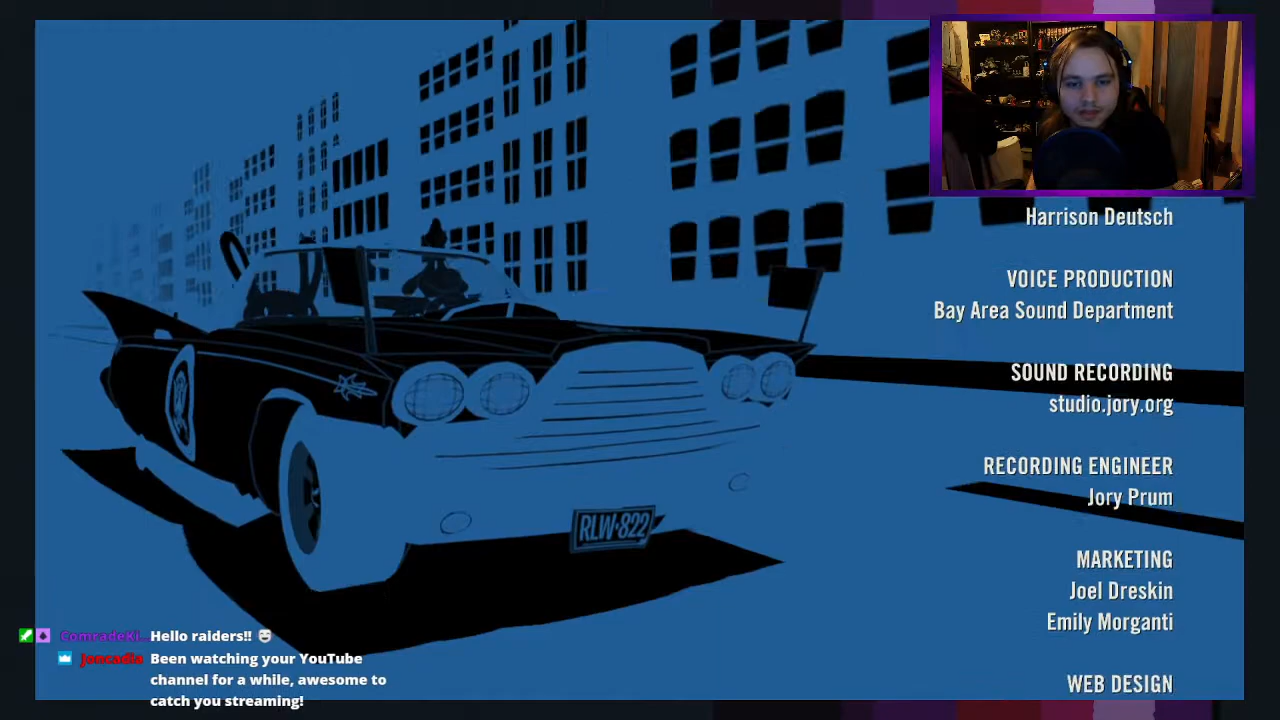 Harrison Deutsch
VOICE PRODUCTION
Bay Area Sound Department
SOUND RECORDING
studio.jory.org
RECORDING ENGINEER
Jory Prum
MARKETING
Joel Dreskin
Emily Morganti
WEB DESIGN
RLW·822
ComradeKi... Hello raiders!!
Joncadia Been watching your YouTube
channel for a while, awesome to
catch you streaming!